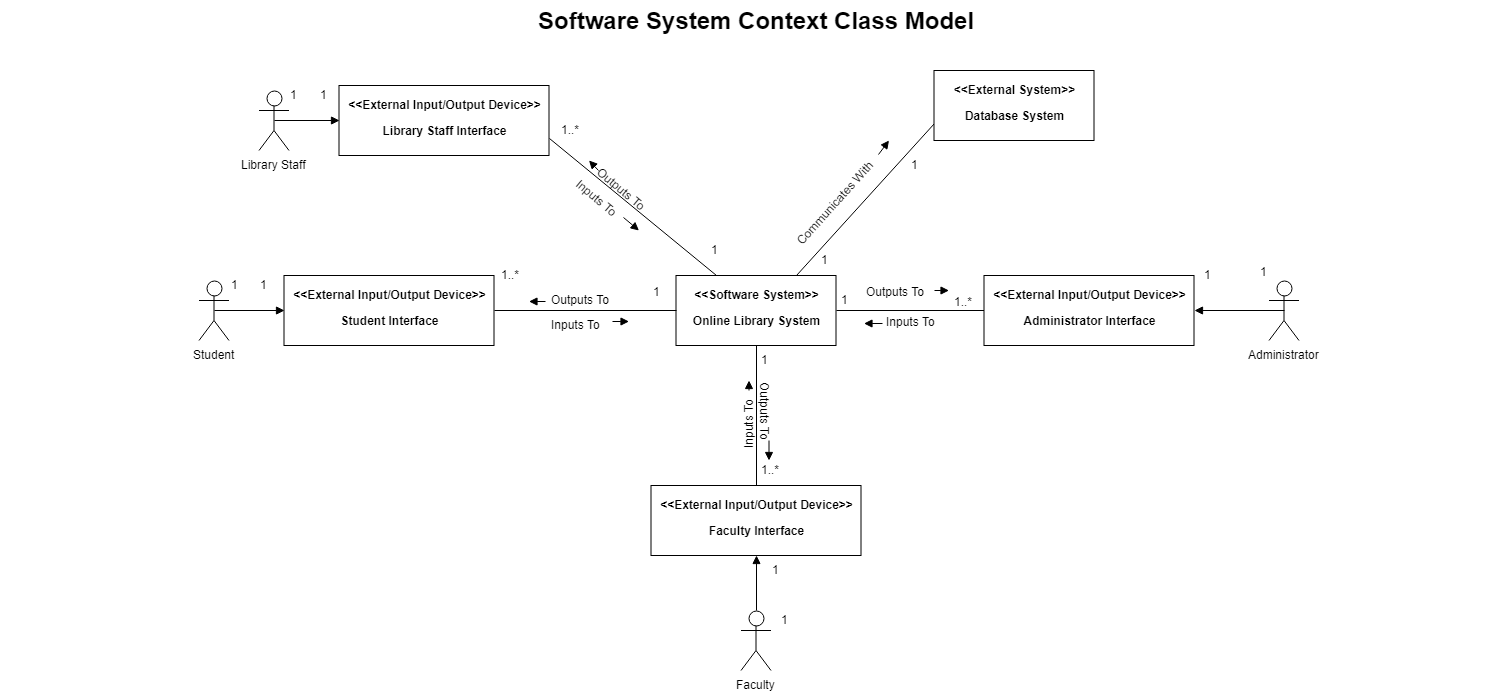 Software System Context Class Model
<<External System>>
Database System
1
1
<<External Input/Output Device>>
Library Staff Interface
1..*
Library Staff
Outputs To
Inputs To
Communicates With
1
1
1
1
1
<<External Input/Output Device>>
Student Interface
1..*
Student
Outputs To
Inputs To
1
<<Software System>>
Online Library System
1
Outputs To
Inputs To
1..*
<<External Input/Output Device>>
Administrator Interface
1
1
Administrator
1
Inputs To
Outputs To
1..*
<<External Input/Output Device>>
Faculty Interface
1
1
Faculty